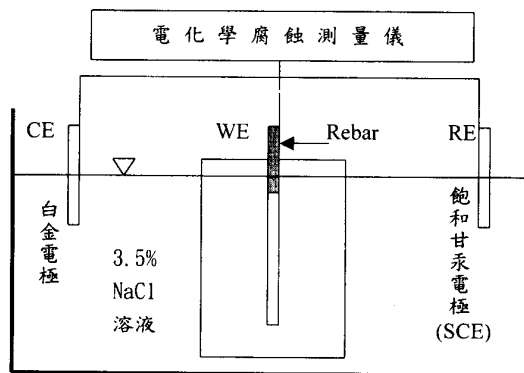 電化學腐蝕測量儀
CE
WE
Rebar
RE
白金電極
3.5%
NaCl
溶液
飽和甘汞電極
(SCE)